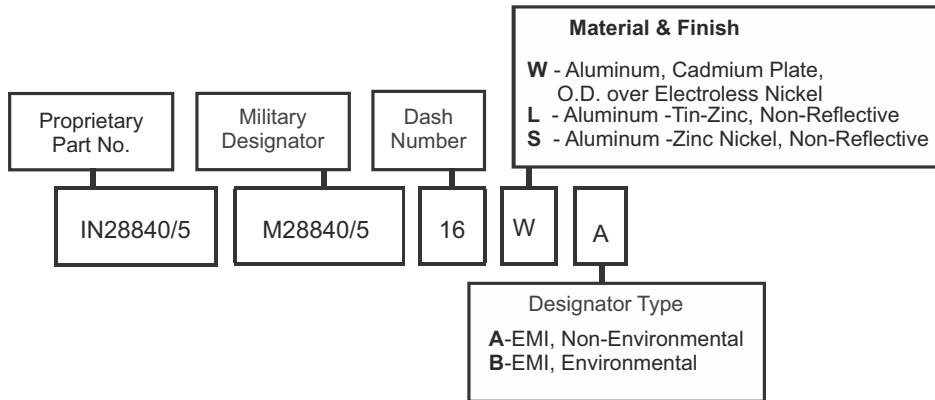 Material & Finish
W - Aluminum, Cadmium Plate,
O.D. over Electroless Nickel
L - Aluminum -Tin-Zinc, Non-Reflective
S - Aluminum -Zinc Nickel, Non-Reflective
Proprietary
Part No.
Military
Designator
Dash
Number
IN28840/5
M28840/5
16
W
A
Designator Type
A-EMI, Non-Environmental
B-EMI, Environmental